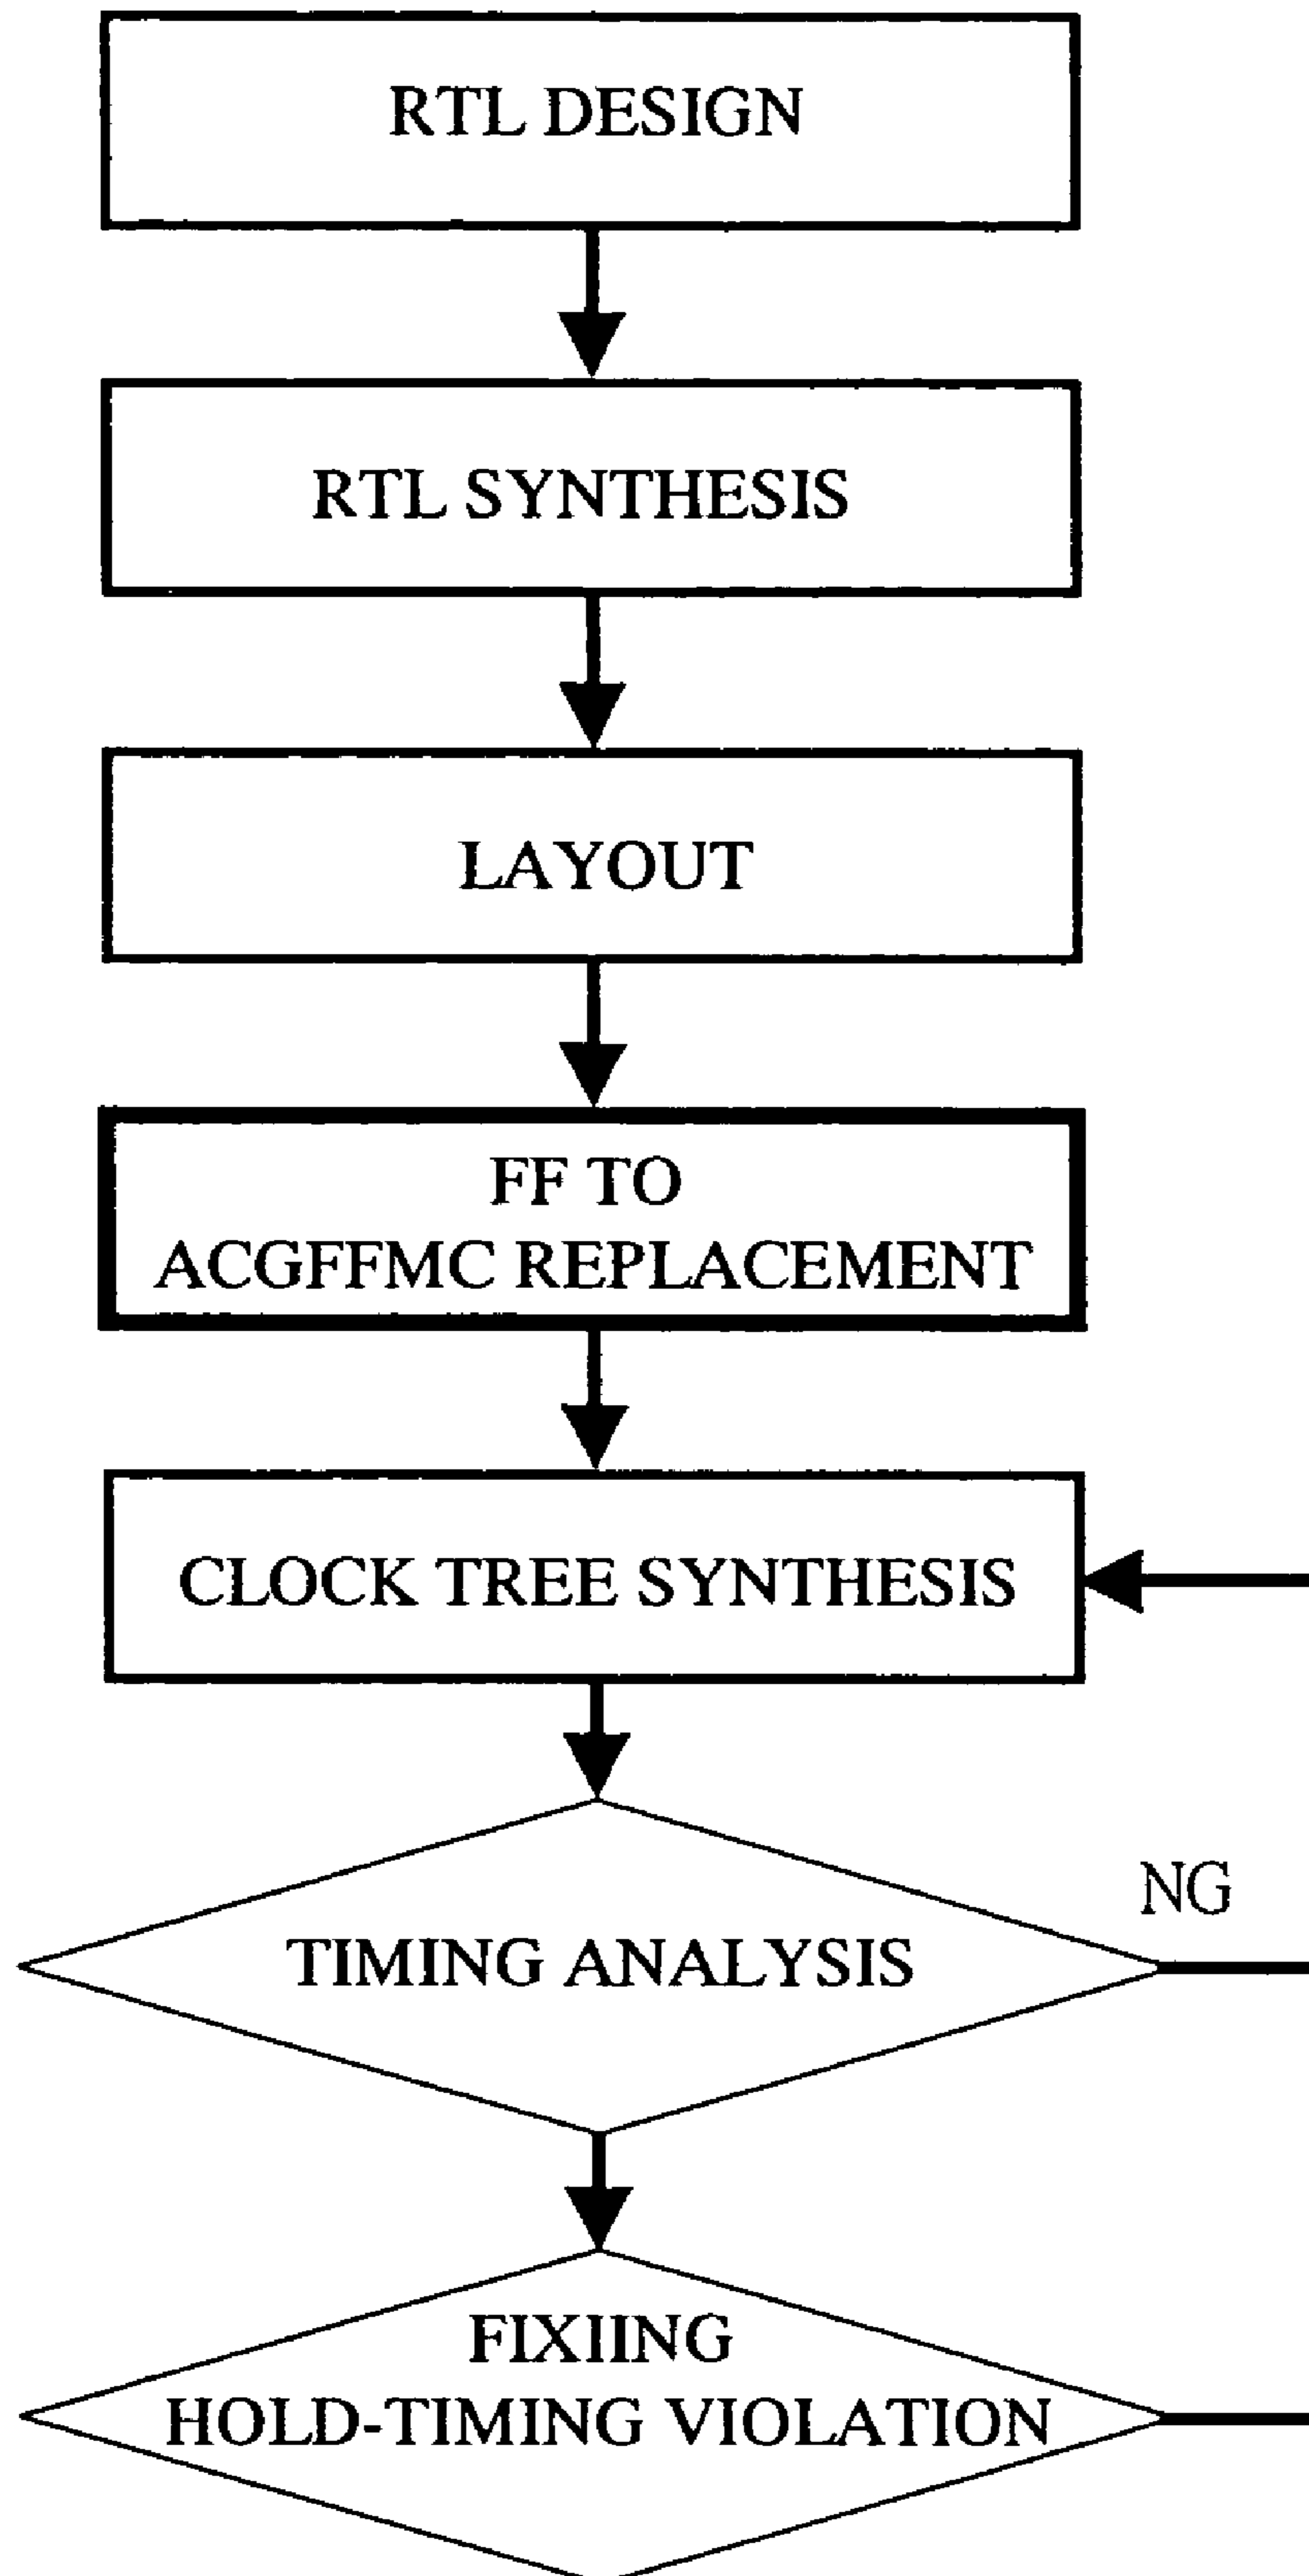 RTL DESIGN
RTL SYNTHESIS
LAYOUT
FF TO
ACGFFMC REPLACEMENT
CLOCK TREE SYNTHESIS
NG
TIMING ANALYSIS
FIXIING
HOLD-TIMING VIOLATION